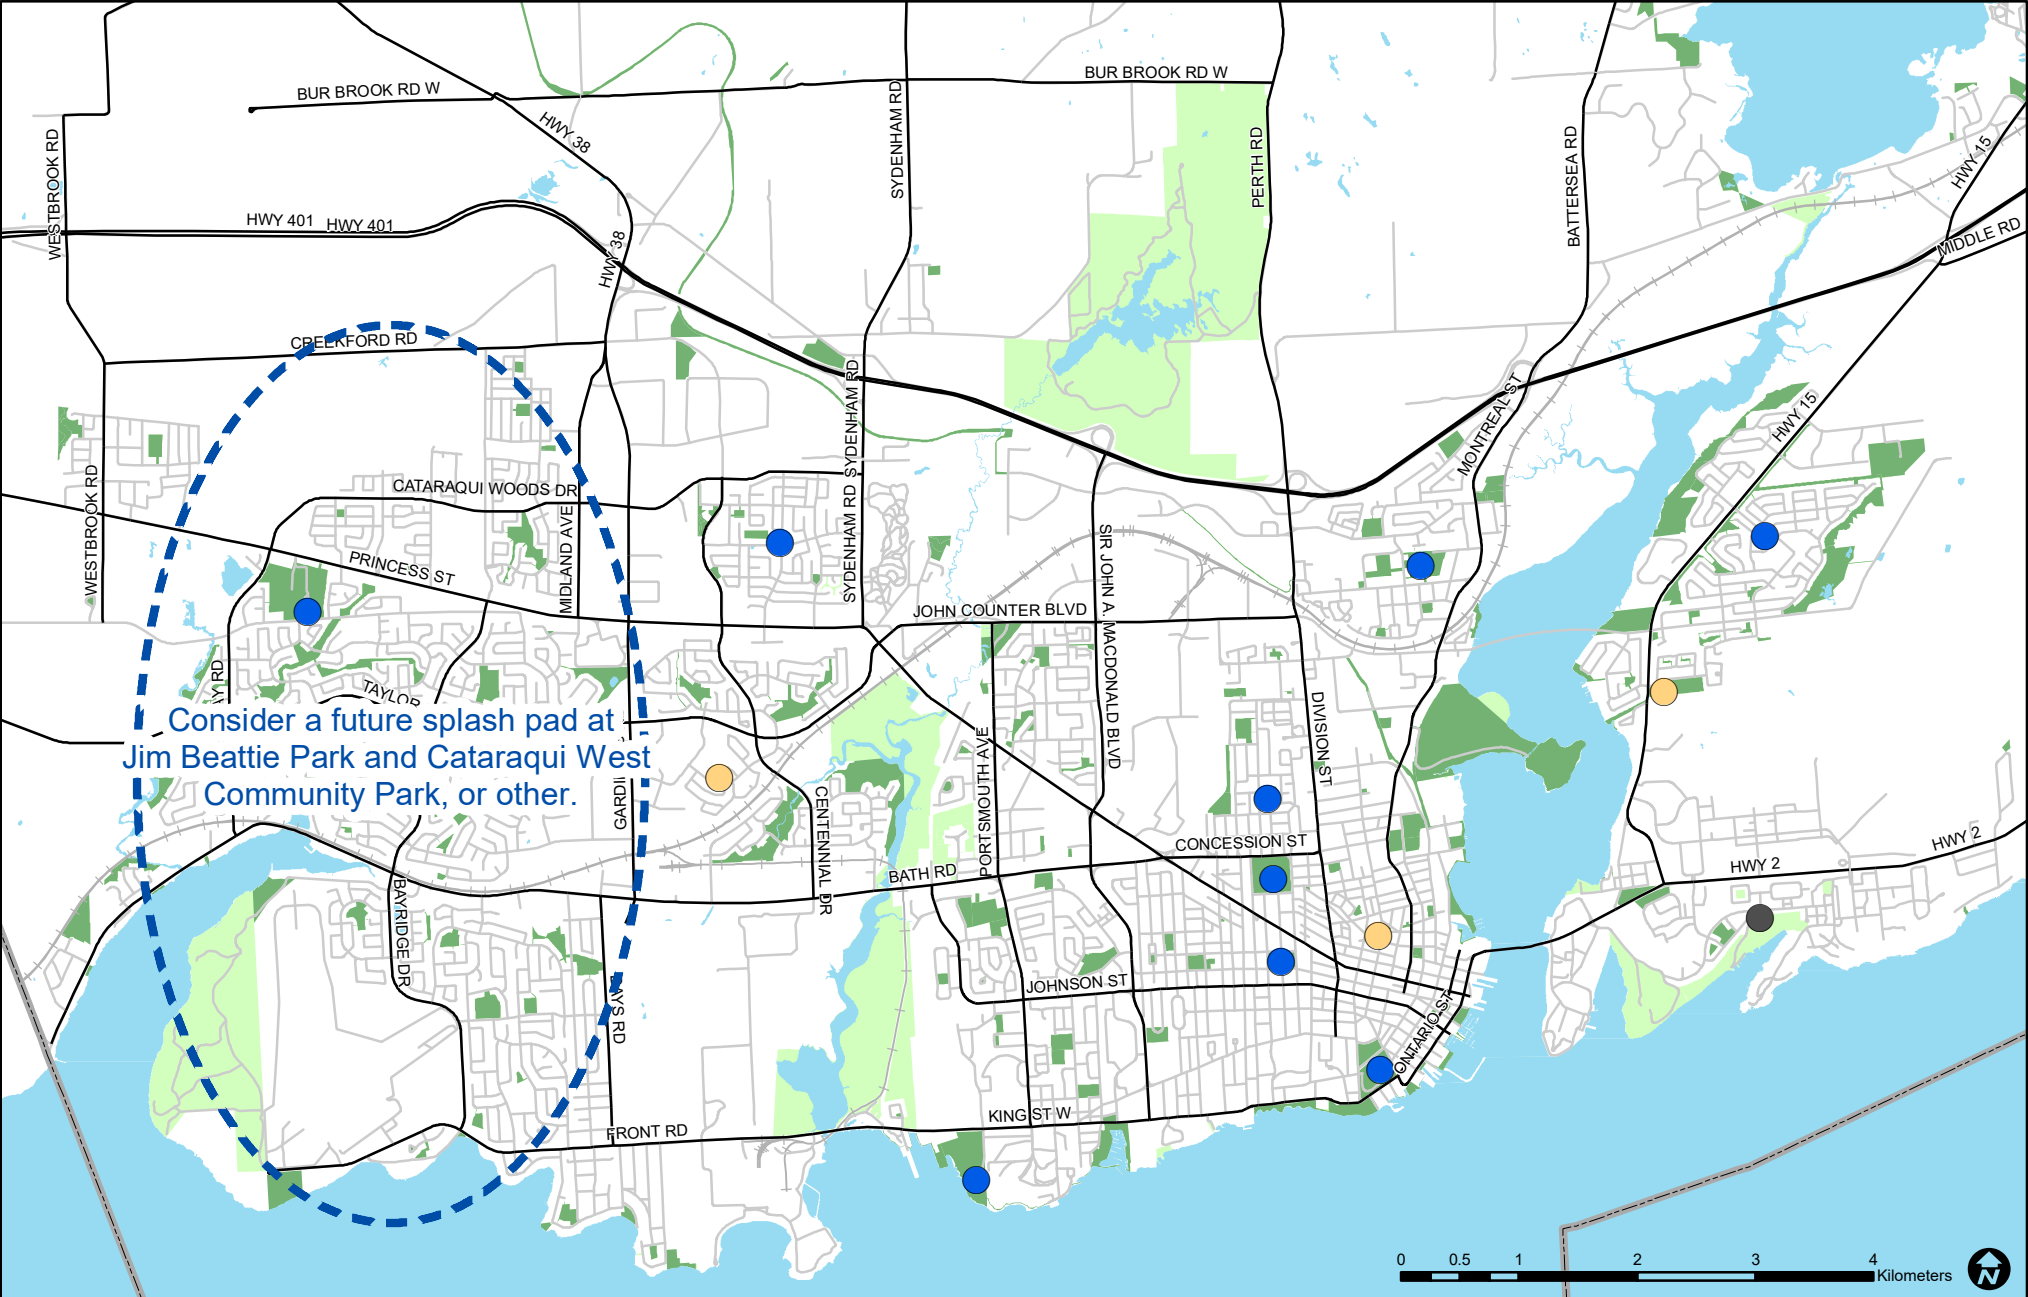 BUR BROOK RD W
BUR BROOK RD W
HWY 38
SYDENHAM RD
PERTH RD
BATTERSEA RD
HWY 15
WESTBROOK RD
HWY 401
HWY 401
HWY 38
MIDDLE RD
CREEKFORD RD
SYDENHAM RD
MONTREAL ST
HWY 15
WESTBROOK RD
CATARAQUI WOODS DR
MIDLAND AVE
SYDENHAM RD
SIR JOHN A. MACDONALD BLVD
PRINCESS ST
JOHN COUNTER BLVD
AY RD
TAYLOR
DIVISION ST
Consider a future splash pad at
Jim Beattie Park and Cataraqui West
Community Park, or other.
GARDI
CENTENNIAL DR
PORTSMOUTH AVE
CONCESSION ST
HWY 2
HWY 2
BATH RD
BAYRIDGE DR
DAYS RD
JOHNSON ST
ONTARIO ST
KING ST W
FRONT RD
0 0.5 1 2 3 4
Kilometers
N